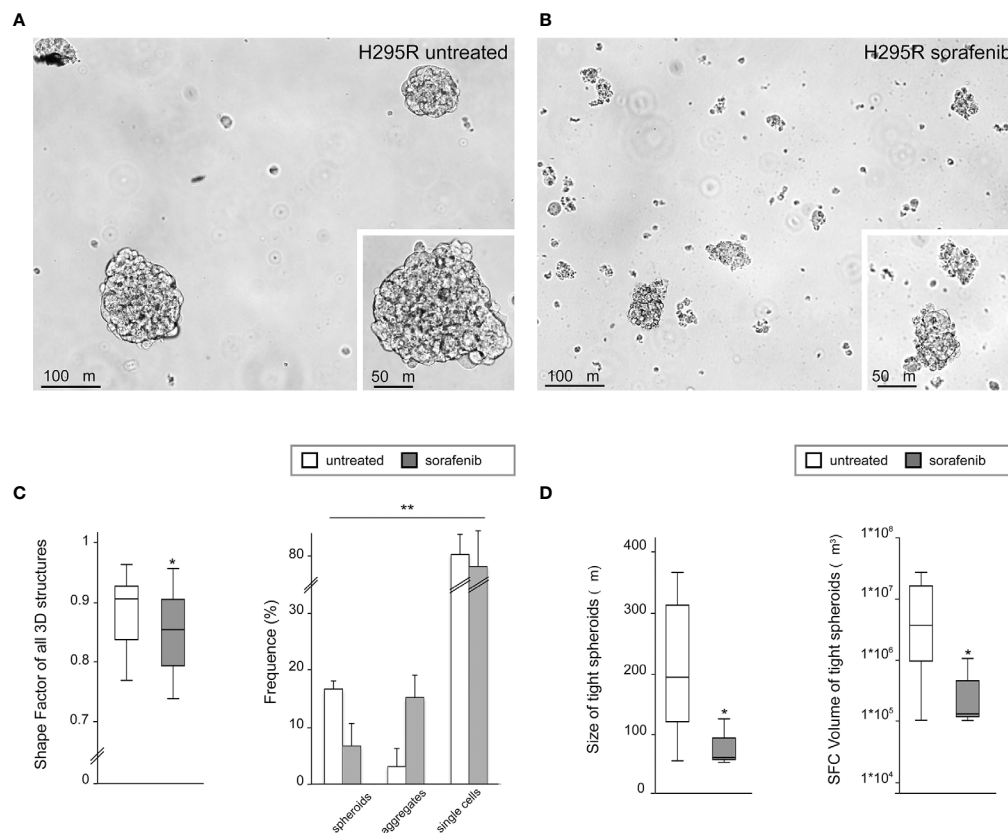 A
B
H295R untreated
H295R sorafenib
100 m
50 m
100 m
50 m
untreated sorafenib
untreated sorafenib
C
D
Shape Factor of all 3D structures
1
0.9
0.8
0.7
0
*
Frequence (%)
**
80
30
20
10
0
spheroids
aggregates
single cells
Size of tight spheroids ( m)
400
300
200
100
0
*
SFC Volume of tight spheroids ( m³)
1*10⁸
1*10⁷
1*10⁶
1*10⁵
1*10⁴
*